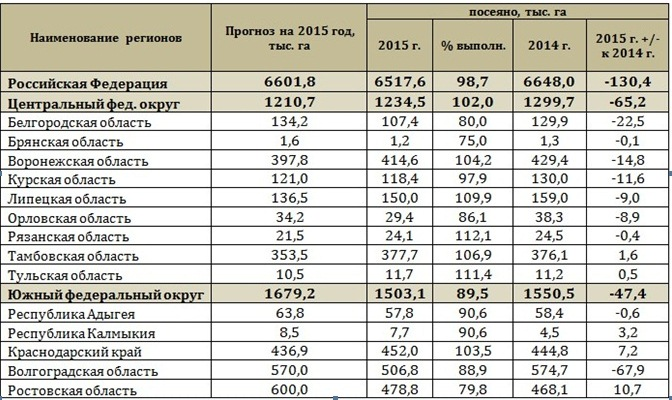 Наименование регионов Прогноз на 2015 год, тыс. га посеяно, тыс. га
2015 г. % выполн. 2014 г. 2015 г. +/- к 2014 г.
Российская Федерация 6601,8 6517,6 98,7 6648,0 -130,4
Центральный фед. округ 1210,7 1234,5 102,0 1299,7 -65,2
Белгородская область 134,2 107,4 80,0 129,9 -22,5
Брянская область 1,6 1,2 75,0 1,3 -0,1
Воронежская область 397,8 414,6 104,2 429,4 -14,8
Курская область 121,0 118,4 97,9 130,0 -11,6
Липецкая область 136,5 150,0 109,9 159,0 -9,0
Орловская область 34,2 29,4 86,1 38,3 -8,9
Рязанская область 21,5 24,1 112,1 24,5 -0,4
Тамбовская область 353,5 377,7 106,9 376,1 1,6
Тульская область 10,5 11,7 111,4 11,2 0,5
Южный федеральный округ 1679,2 1503,1 89,5 1550,5 -47,4
Республика Адыгея 63,8 57,8 90,6 58,4 -0,6
Республика Калмыкия 8,5 7,7 90,6 4,5 3,2
Краснодарский край 436,9 452,0 103,5 444,8 7,2
Волгоградская область 570,0 506,8 88,9 574,7 -67,9
Ростовская область 600,0 478,8 79,8 468,1 10,7